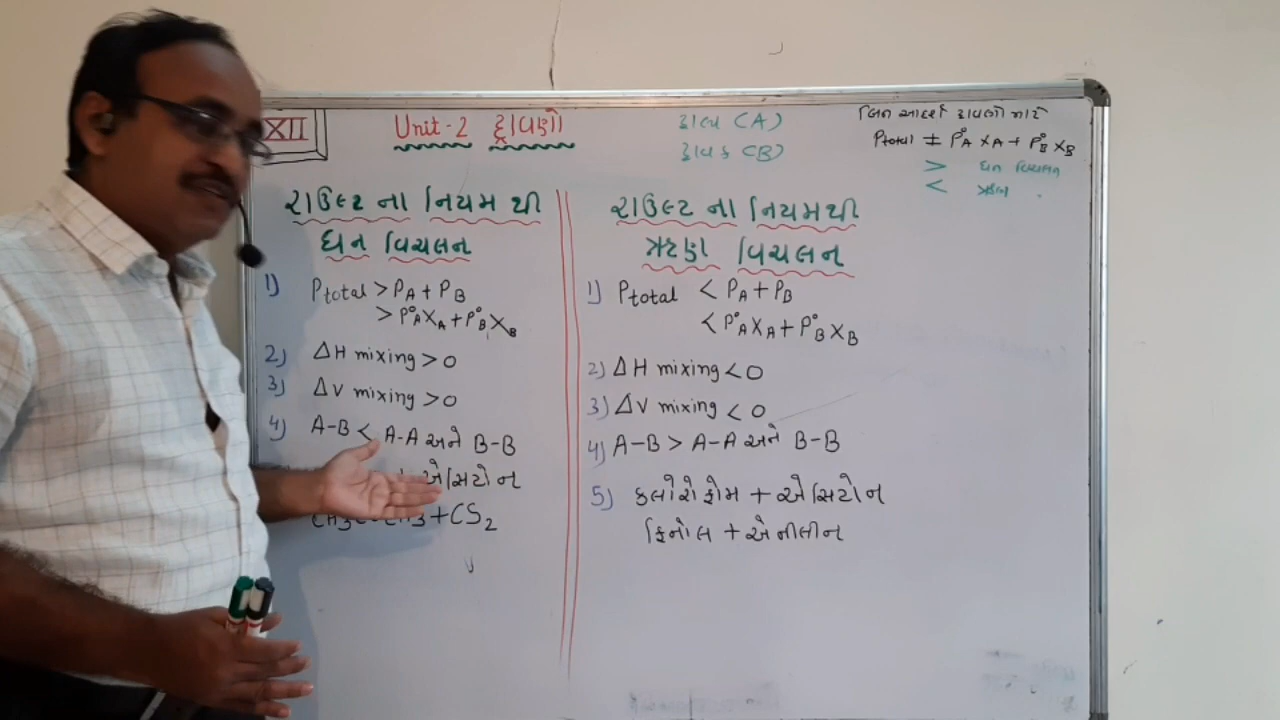 XII
Unit-2 દ્રાવણો
દ્રાવ્ય (A)
દ્રાવક (B)
બિન આદર્શ દ્રાવણો માટે
Ptotal ≠ P°A XA + P°B XB
> ધન વિચલન
< ઋણ
રાઉલ્ટ ના નિયમ થી
ધન વિચલન
1) Ptotal > PA + PB
> P°A XA + P°B XB
2) ΔH mixing > 0
3) ΔV mixing > 0
4) A-B < A-A અને B-B
એસિટોન
+ CS2
રાઉલ્ટ ના નિયમથી
ઋણ વિચલન
1) Ptotal < PA + PB
< P°A XA + P°B XB
2) ΔH mixing < 0
3) ΔV mixing < 0
4) A-B > A-A અને B-B
5) ક્લોરોફોમ + એસિટોન
ફિનોલ + એનીલીન